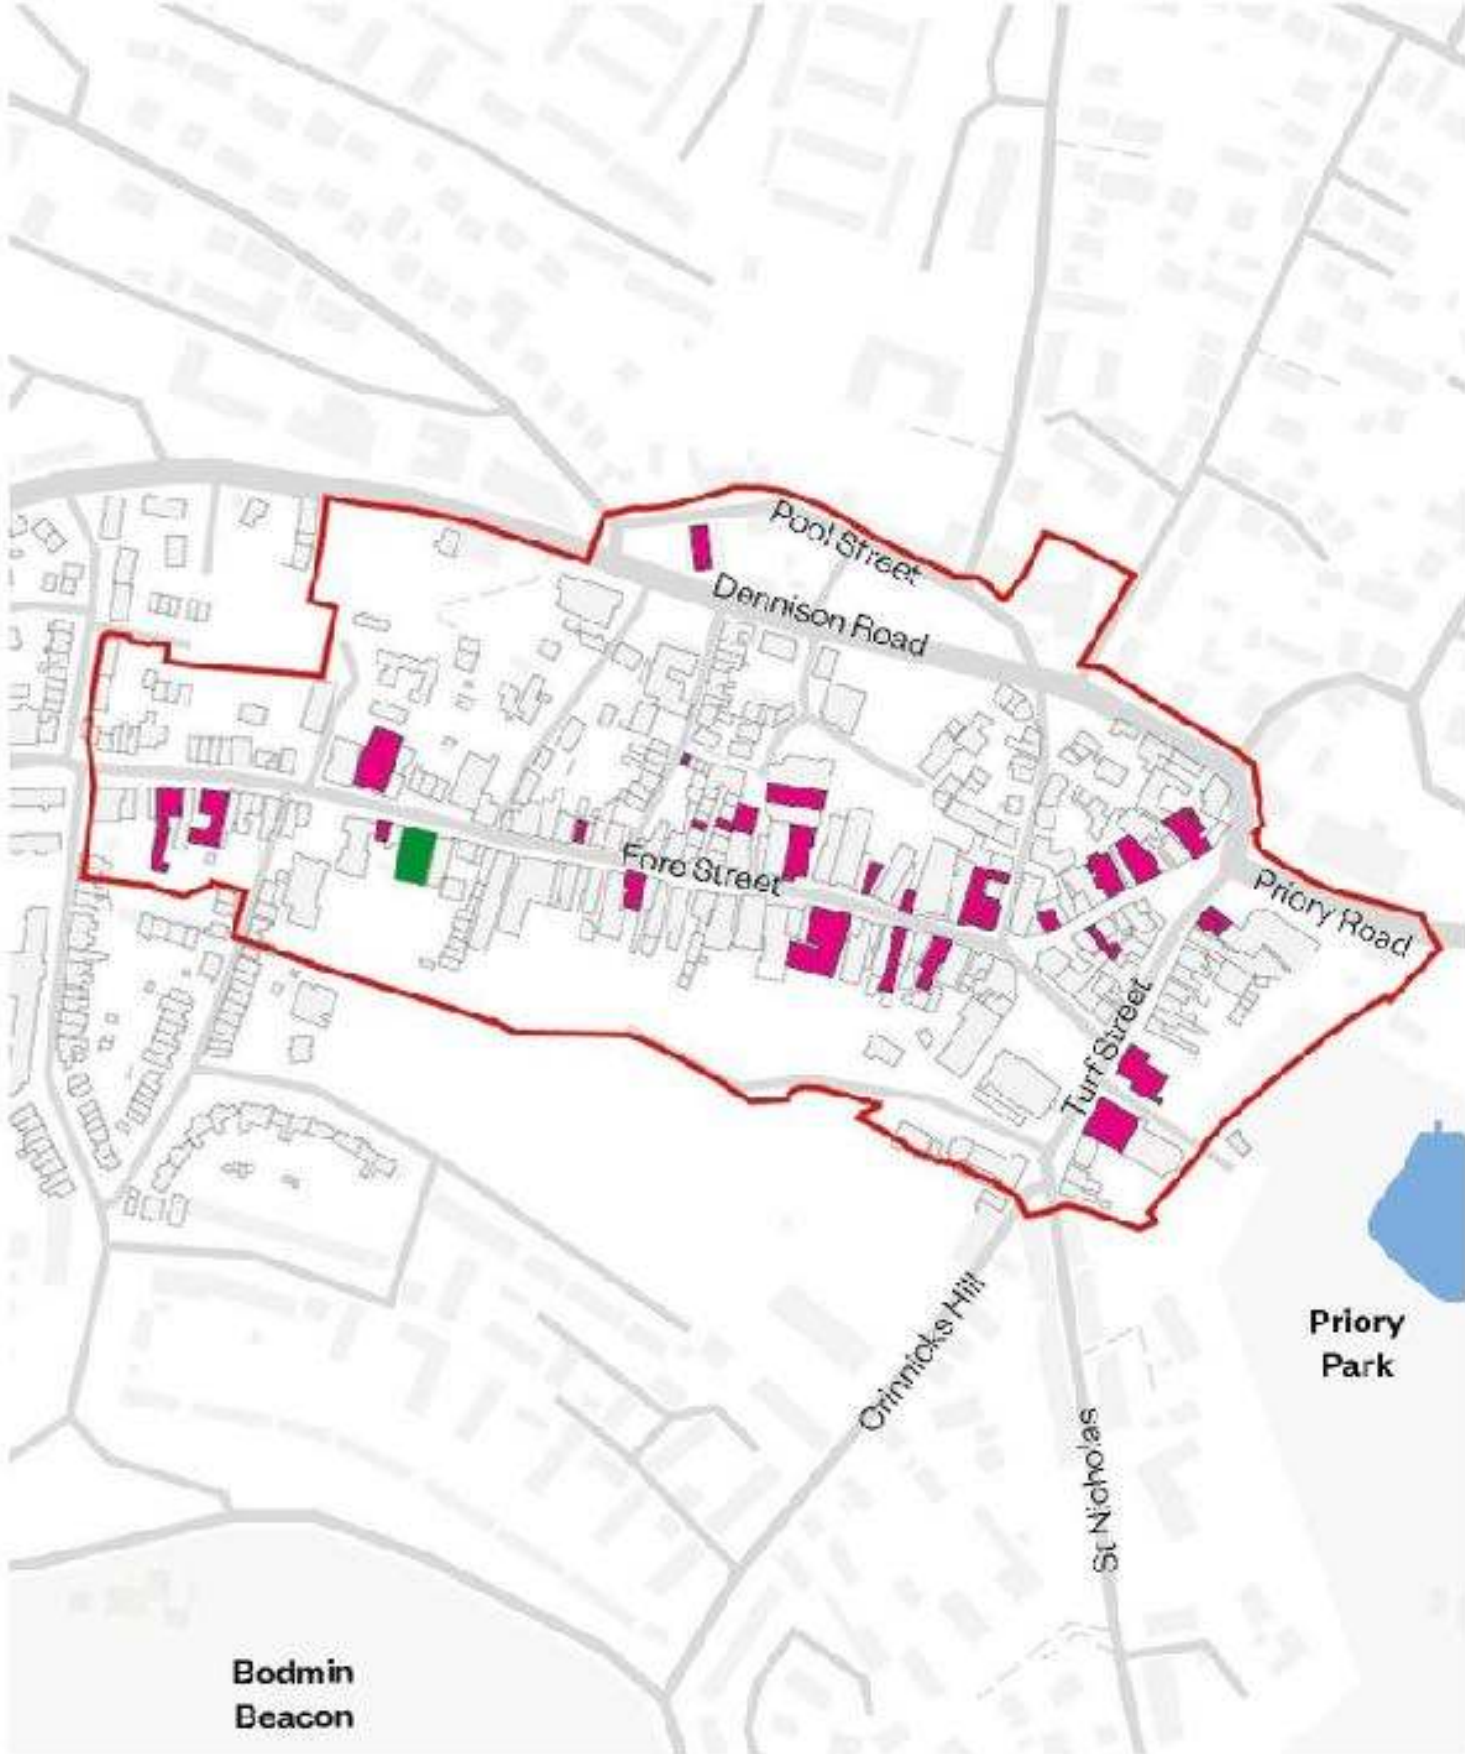 Pool Street
Dennison Road
Fore Street
Priory Road
Turf Street
Priory
Park
Crinnicks Hill
St Nicholas
Bodmin
Beacon